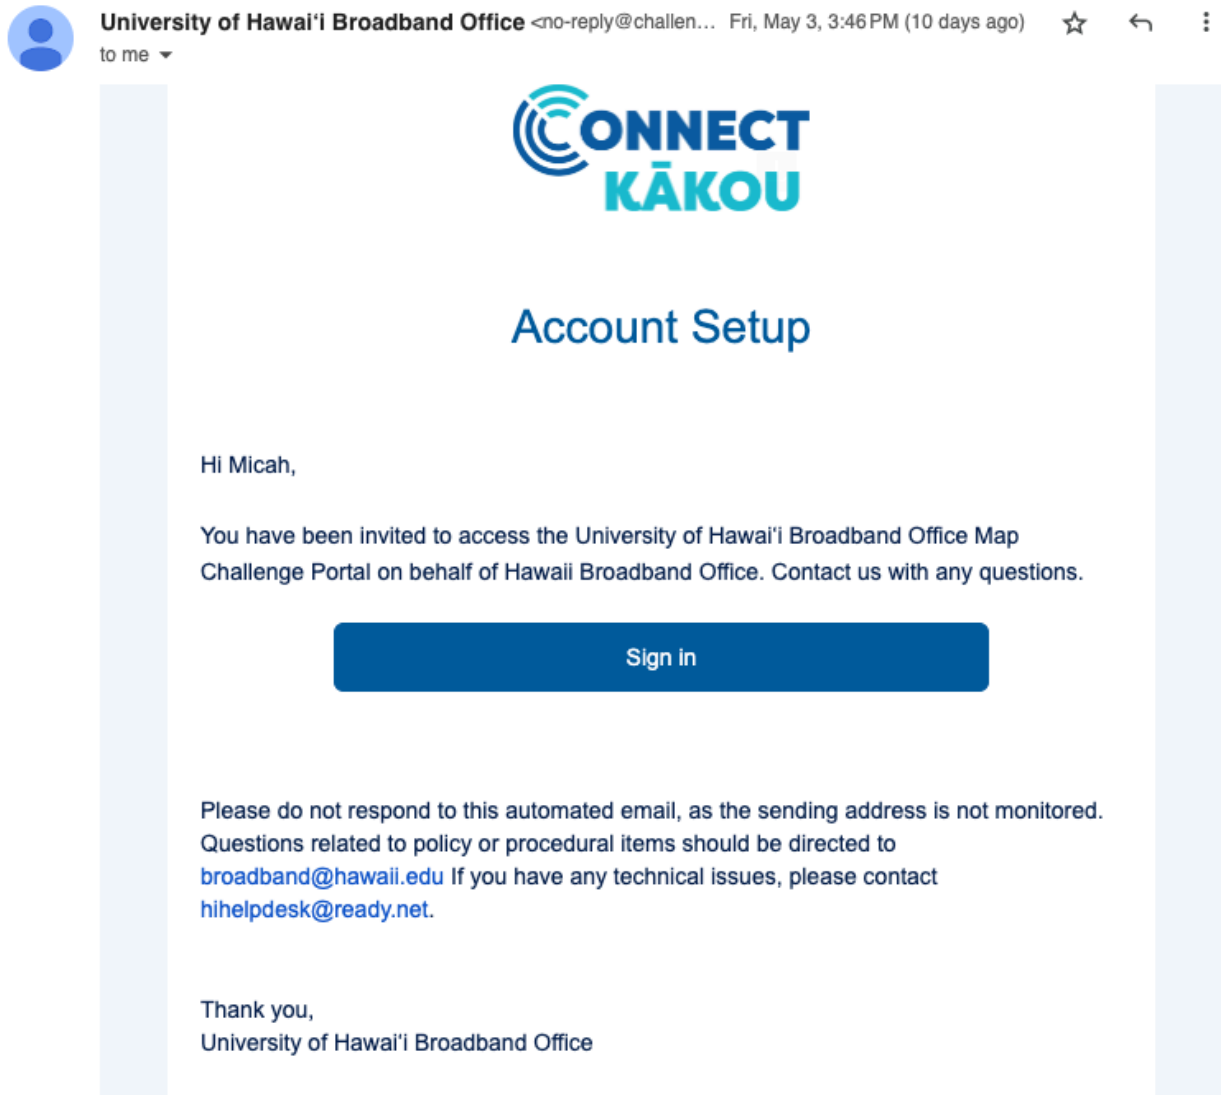 University of Hawaiʻi Broadband Office <no-reply@challen... Fri, May 3, 3:46 PM (10 days ago)
to me
CONNECT
KĀKOU
Account Setup
Hi Micah,
You have been invited to access the University of Hawaiʻi Broadband Office Map
Challenge Portal on behalf of Hawaii Broadband Office. Contact us with any questions.
Sign in
Please do not respond to this automated email, as the sending address is not monitored.
Questions related to policy or procedural items should be directed to
broadband@hawaii.edu If you have any technical issues, please contact
hihelpdesk@ready.net.
Thank you,
University of Hawaiʻi Broadband Office